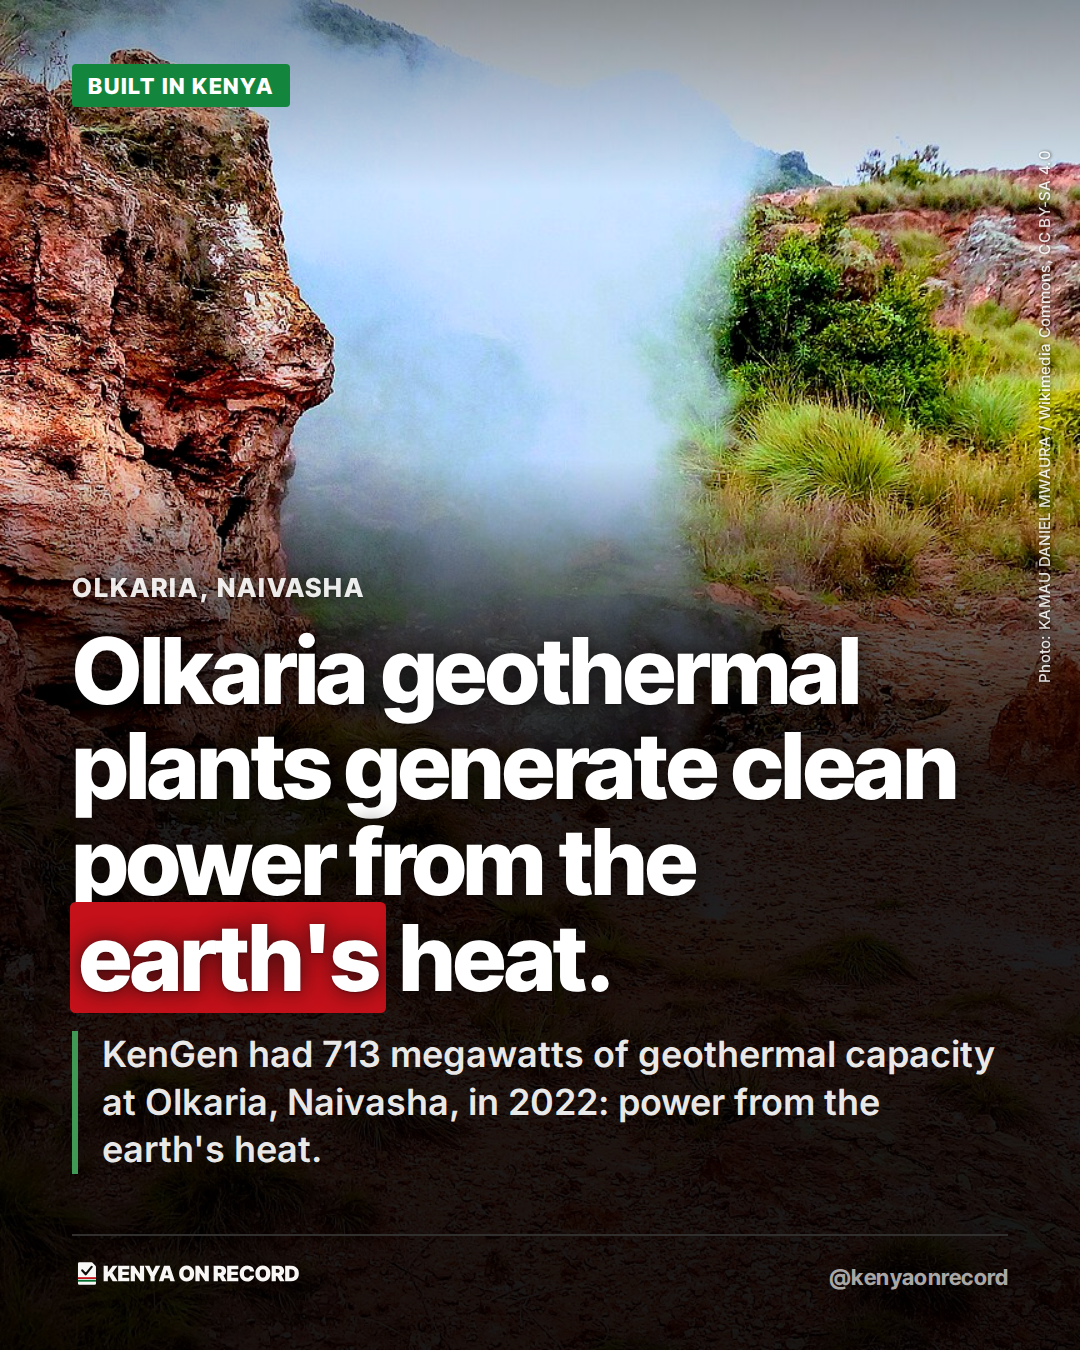 BUILT IN KENYA
Photo: KAMAU DANIEL MWAURA / Wikimedia Commons, CC BY-SA 4.0
OLKARIA, NAIVASHA
Olkaria geothermal
plants generate clean
power from the
earth's heat.
KenGen had 713 megawatts of geothermal capacity
at Olkaria, Naivasha, in 2022: power from the
earth's heat.
KENYA ON RECORD
@kenyaonrecord